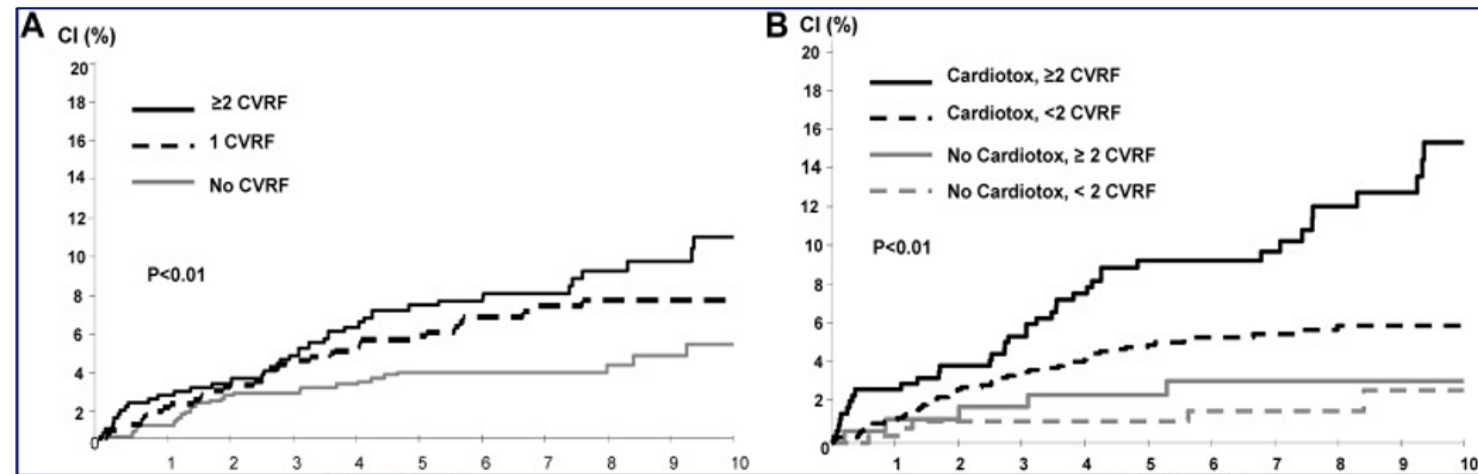 A CI (%)
20
18
16
14
12
10
8
6
4
2
0
≥2 CVRF
1 CVRF
No CVRF
P<0.01
1 2 3 4 5 6 7 8 9 10
B CI (%)
20
18
16
14
12
10
8
6
4
2
0
Cardiotox, ≥2 CVRF
Cardiotox, <2 CVRF
No Cardiotox, ≥ 2 CVRF
No Cardiotox, < 2 CVRF
P<0.01
1 2 3 4 5 6 7 8 9 10